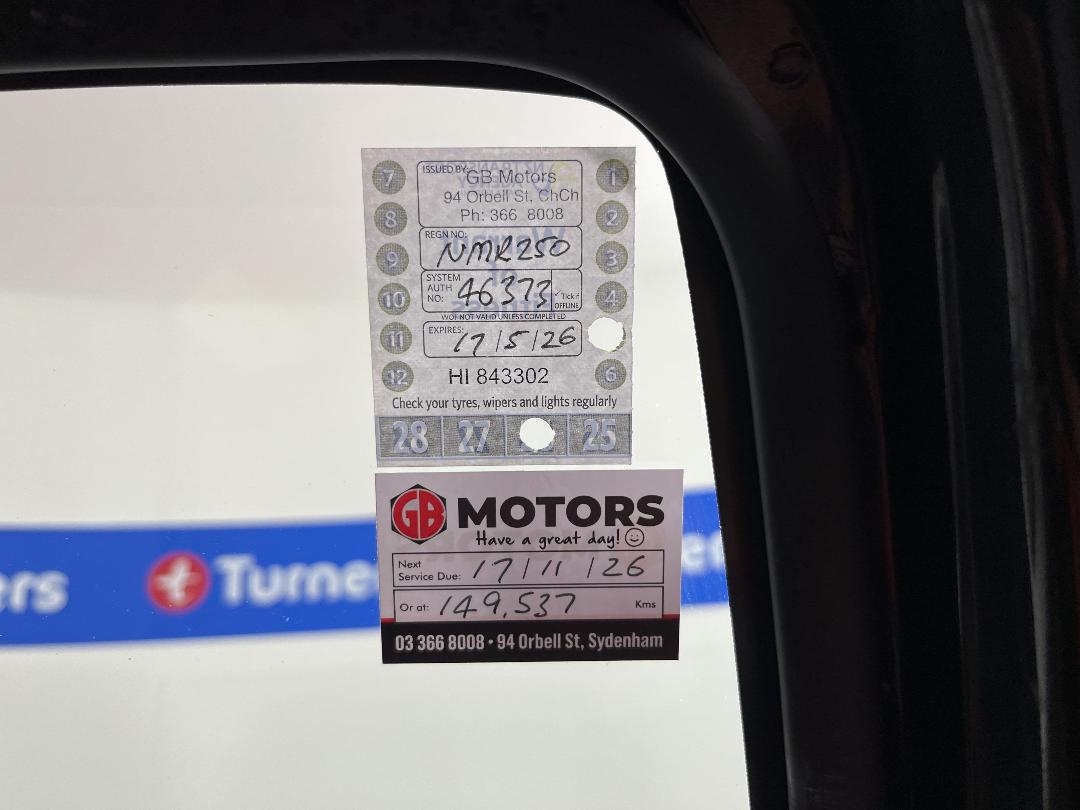 7
8
9
10
11
12
ISSUED BY:
GB Motors
94 Orbell St, ChCh
Ph: 366 8008
REGN NO:
NMR250
SYSTEM AUTH NO:
46373
✓ Tick if OFFLINE
WOF NOT VALID UNLESS COMPLETED
EXPIRES:
17/5/26
HI 843302
1
2
3
4
6
Check your tyres, wipers and lights regularly
28 27 25
GB MOTORS
Have a great day!
Next Service Due: 17/11/26
Or at: 149,537 Kms
03 366 8008 • 94 Orbell St, Sydenham
ers
Turne
er